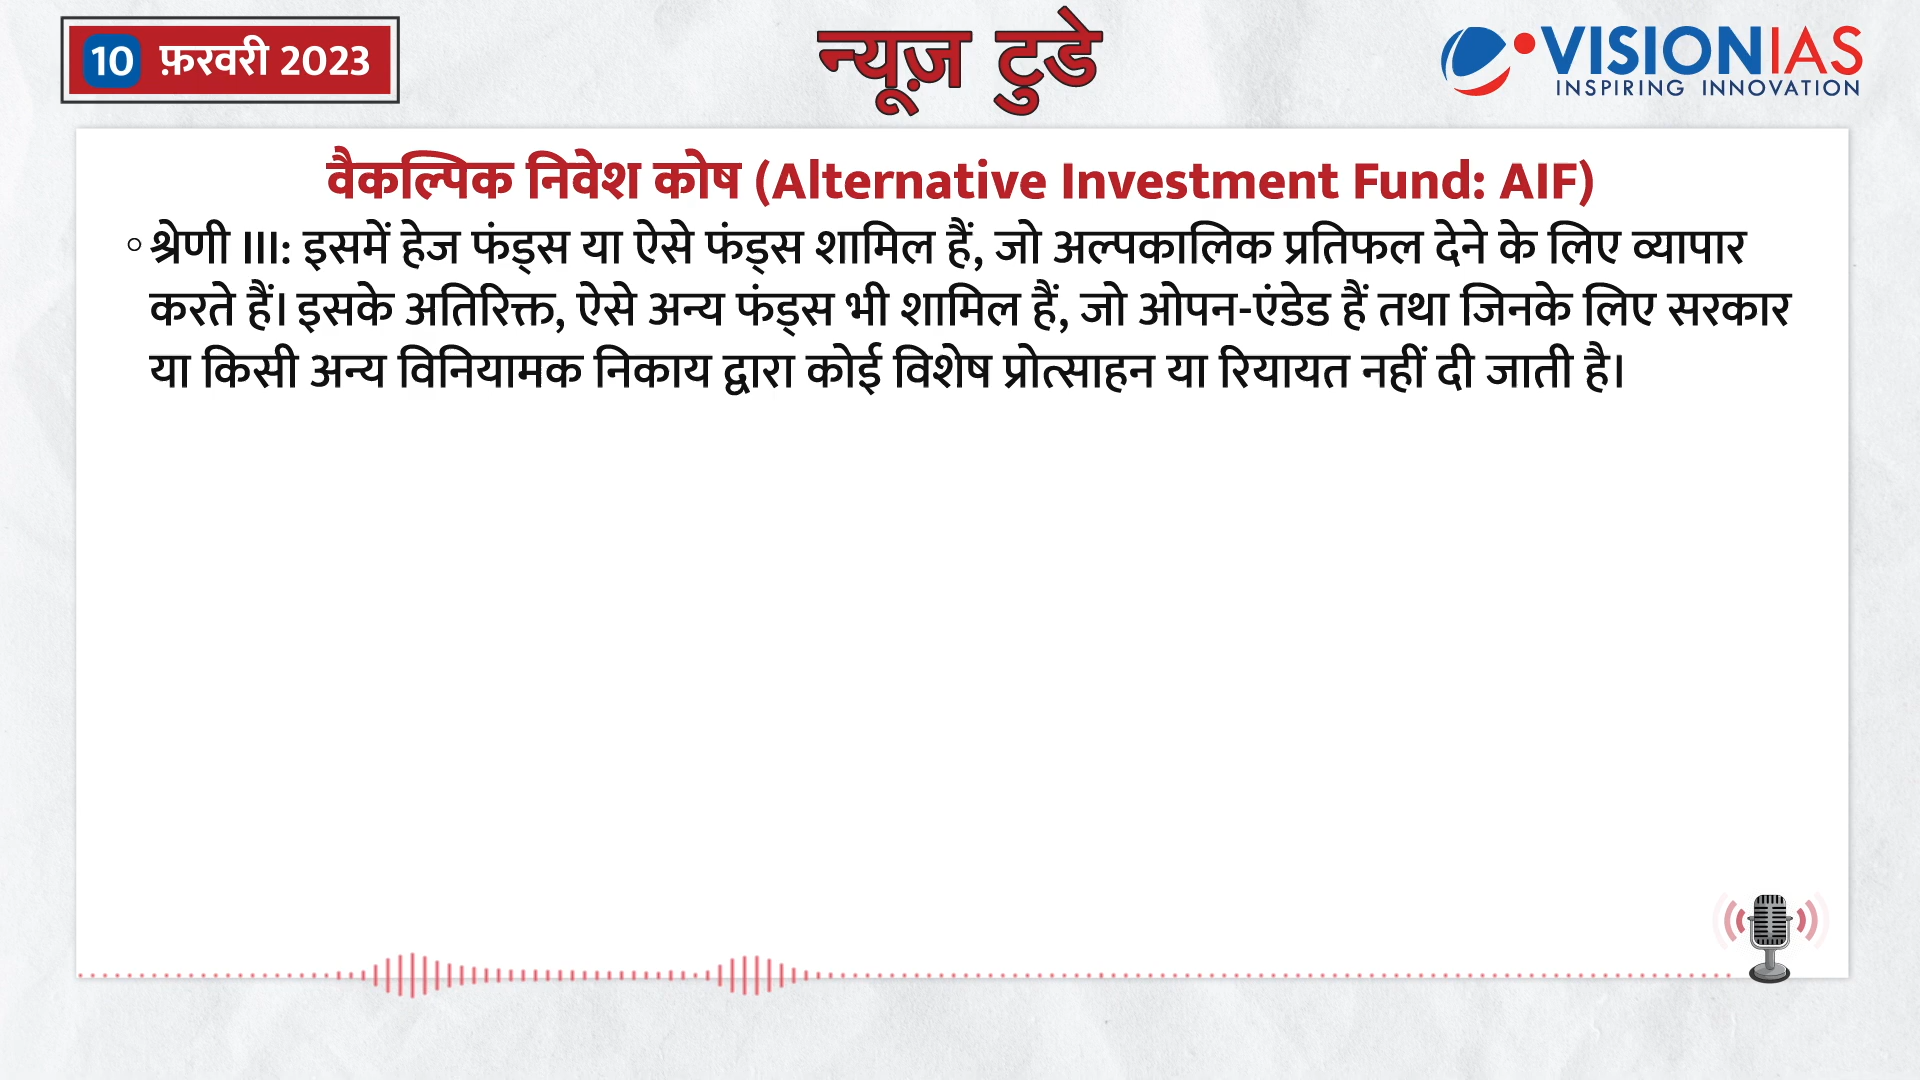 10 फ़रवरी 2023
न्यूज़ टुडे
VISIONIAS
INSPIRING INNOVATION
वैकल्पिक निवेश कोष (Alternative Investment Fund: AIF)
◦ श्रेणी III: इसमें हेज फंड्स या ऐसे फंड्स शामिल हैं, जो अल्पकालिक प्रतिफल देने के लिए व्यापार
करते हैं। इसके अतिरिक्त, ऐसे अन्य फंड्स भी शामिल हैं, जो ओपन-एंडेड हैं तथा जिनके लिए सरकार
या किसी अन्य विनियामक निकाय द्वारा कोई विशेष प्रोत्साहन या रियायत नहीं दी जाती है।